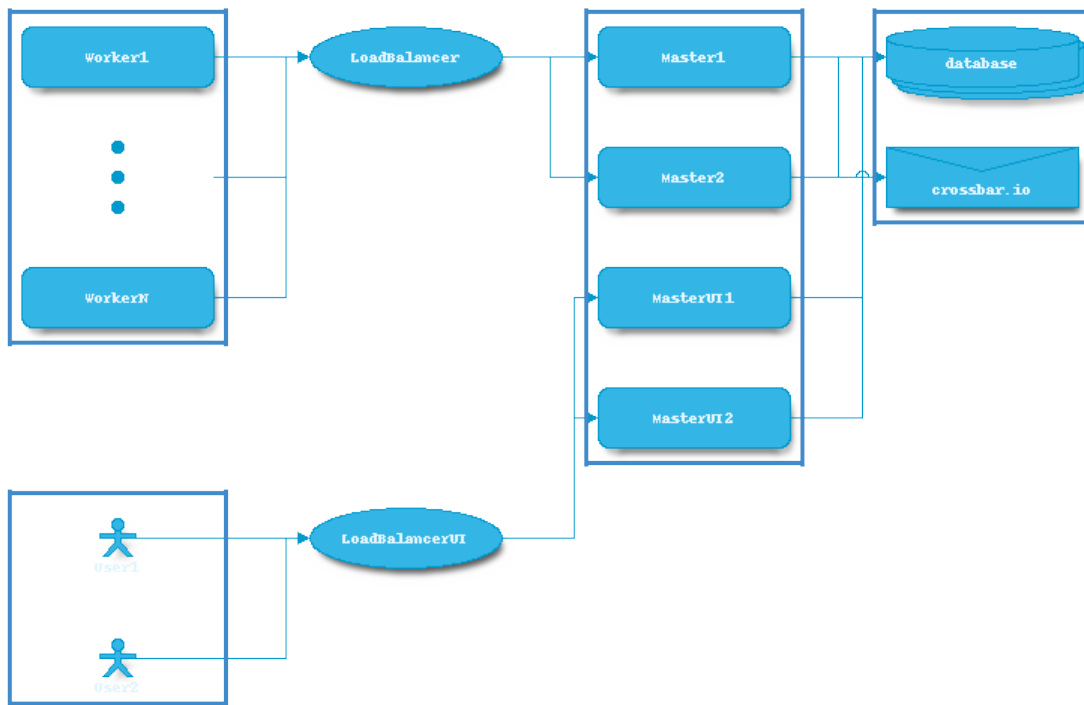 Worker1
LoadBalancer
Master1
database
Master2
crossbar.io
WorkerN
MasterUI1
MasterUI2
LoadBalancerUI
User1
User2